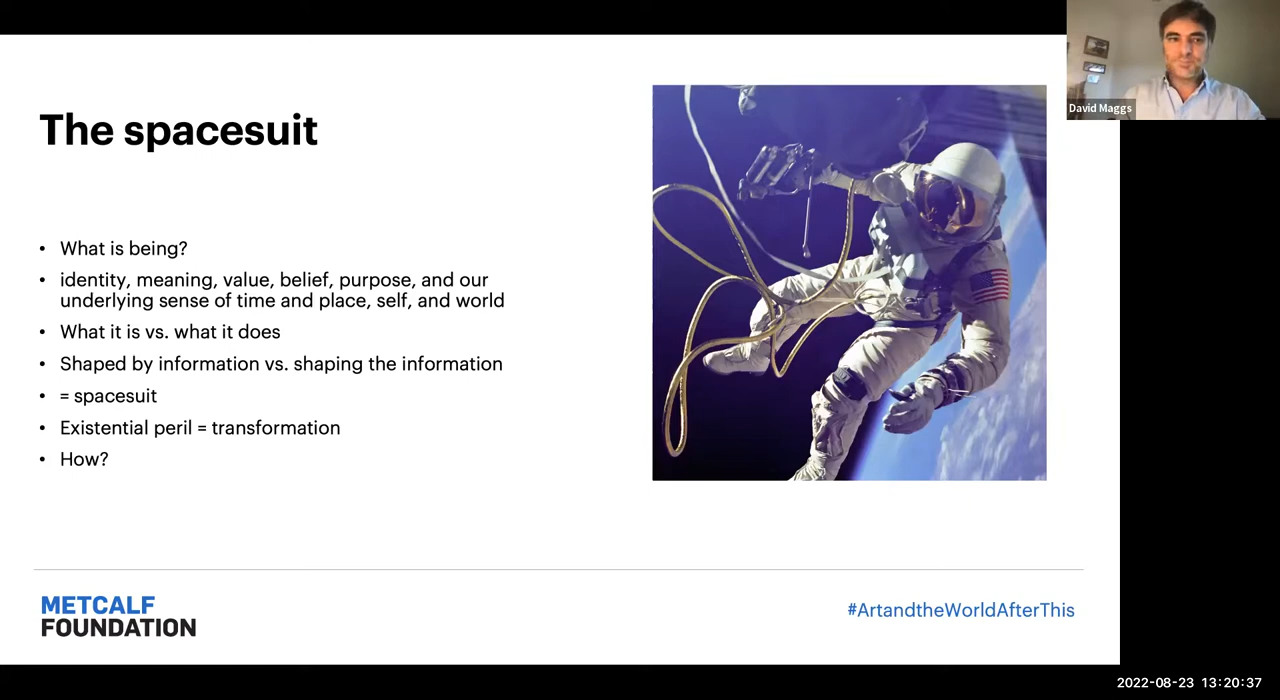 David Maggs
The spacesuit
• What is being?
• identity, meaning, value, belief, purpose, and our
underlying sense of time and place, self, and world
• What it is vs. what it does
• Shaped by information vs. shaping the information
• = spacesuit
• Existential peril = transformation
• How?
METCALF
FOUNDATION
#ArtandtheWorldAfterThis
2022-08-23 13:20:37